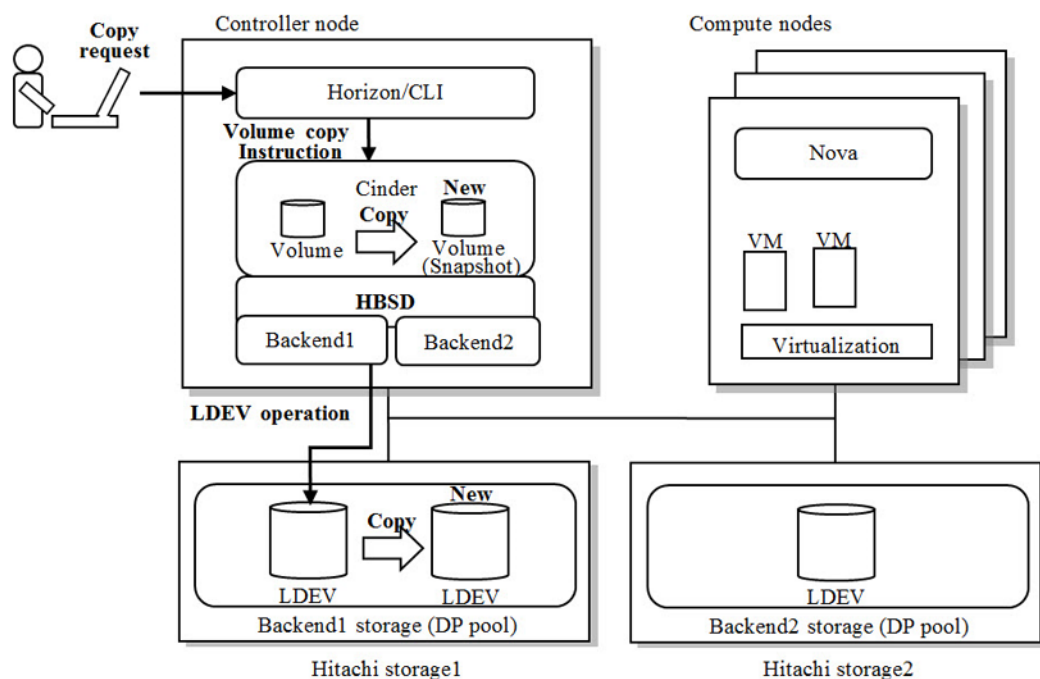 Controller node
Compute nodes
Copy
request
Horizon/CLI
Volume copy
Instruction
Cinder
New
Copy
Volume
Volume
(Snapshot)
HBSD
Backend1
Backend2
Nova
VM
VM
Virtualization
LDEV operation
New
Copy
LDEV
LDEV
Backend1 storage (DP pool)
Hitachi storage1
LDEV
Backend2 storage (DP pool)
Hitachi storage2